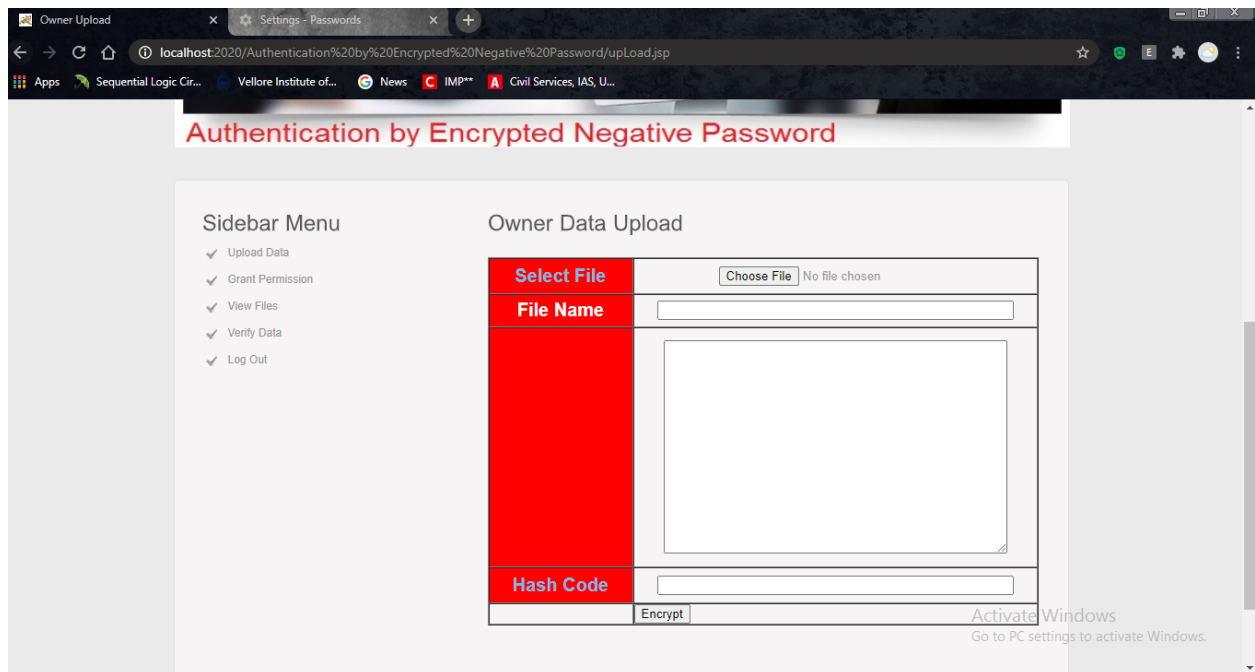 Owner Upload
Settings - Passwords
localhost:2020/Authentication%20by%20Encrypted%20Negative%20Password/upLoad.jsp
E
Apps
Sequential Logic Cir...
Vellore Institute of...
G News
C IMP**
A Civil Services, IAS, U...
Authentication by Encrypted Negative Password
Sidebar Menu
Upload Data
Grant Permission
View Files
Verify Data
Log Out
Owner Data Upload
Select File
Choose File No file chosen
File Name
Hash Code
Encrypt
Activate Windows
Go to PC settings to activate Windows.